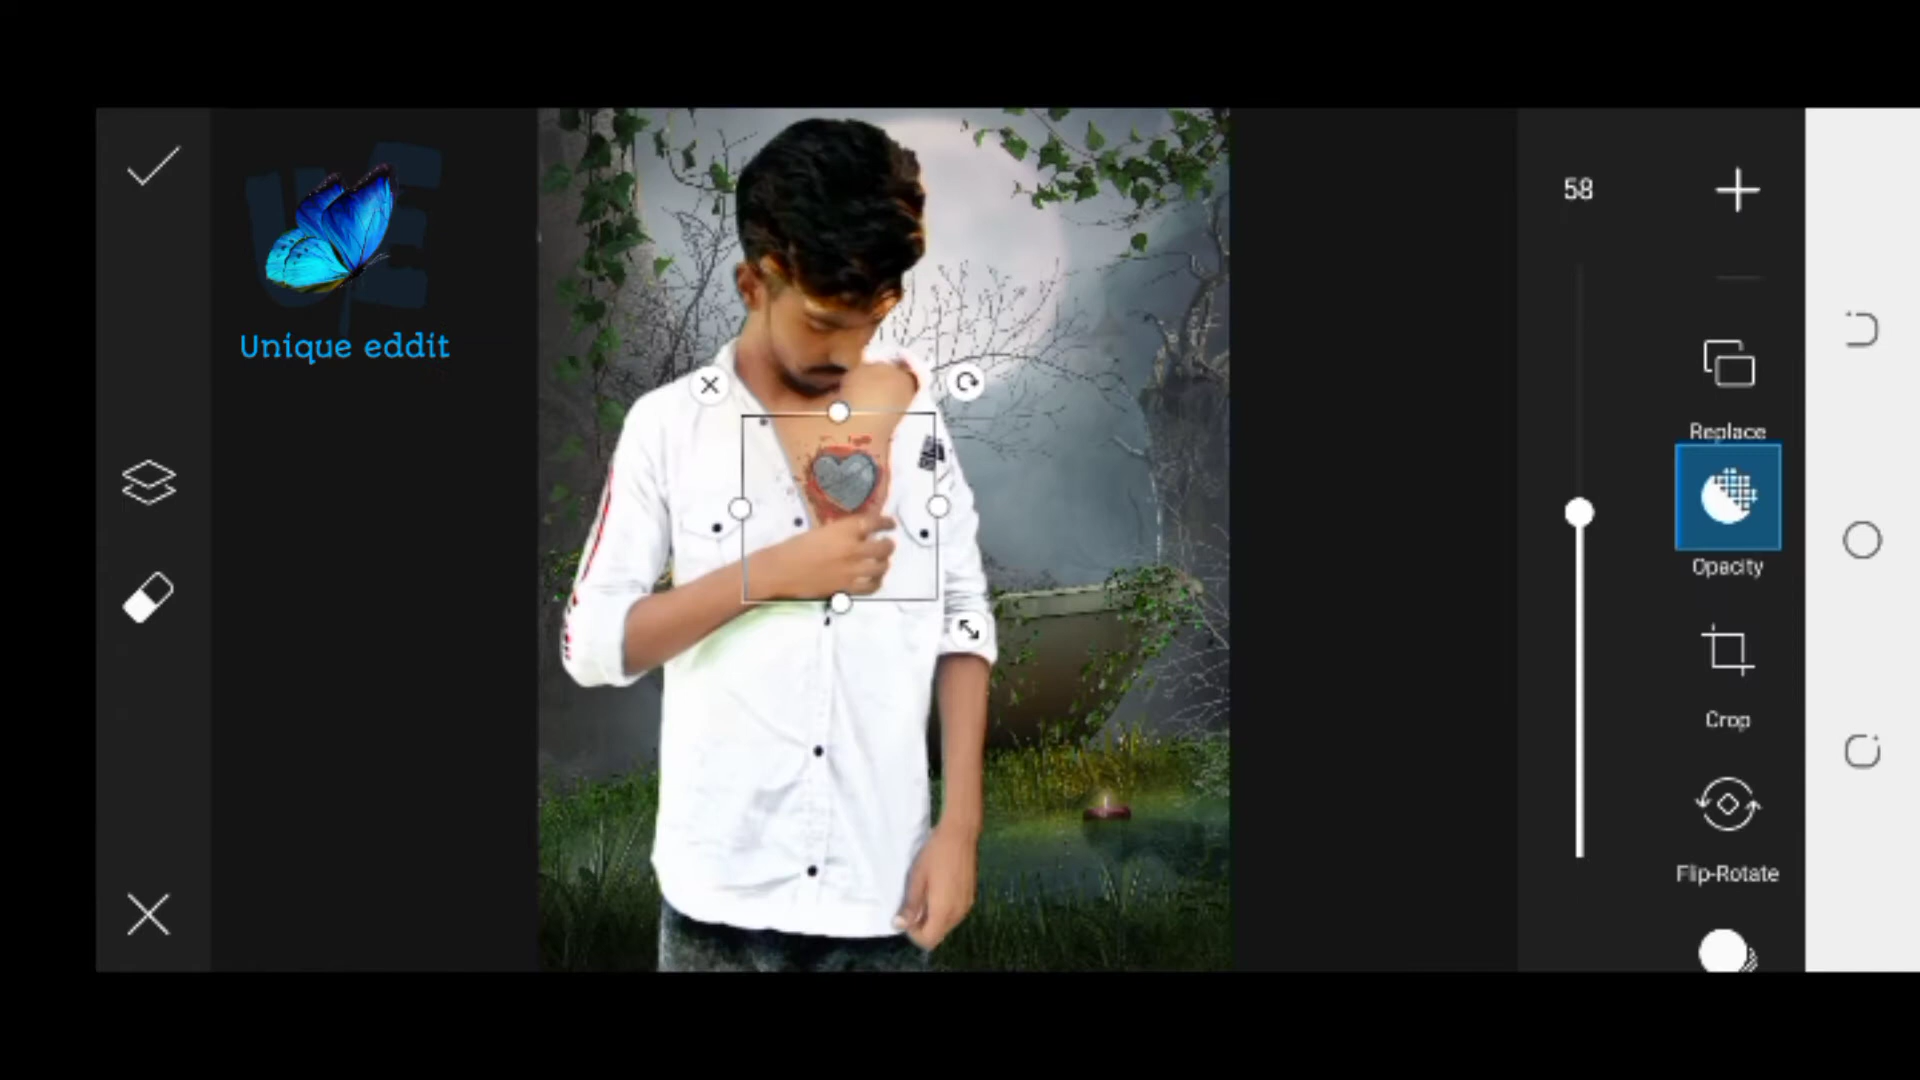 58
Unique eddit
Replace
Opacity
Crop
Flip-Rotate